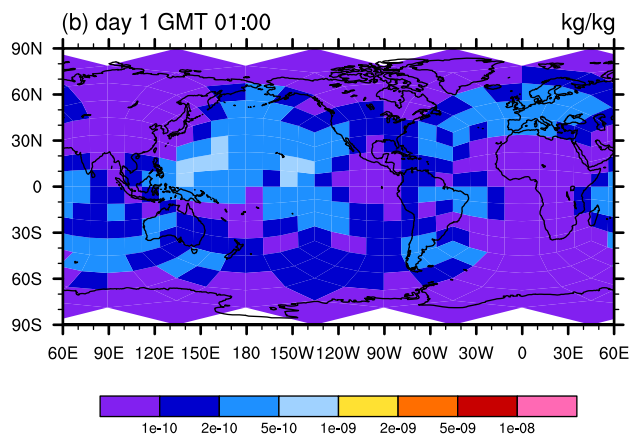 (b) day 1 GMT 01:00 kg/kg
90N
60N
30N
0
30S
60S
90S
60E 90E 120E 150E 180 150W 120W 90W 60W 30W 0 30E 60E
1e-10 2e-10 5e-10 1e-09 2e-09 5e-09 1e-08